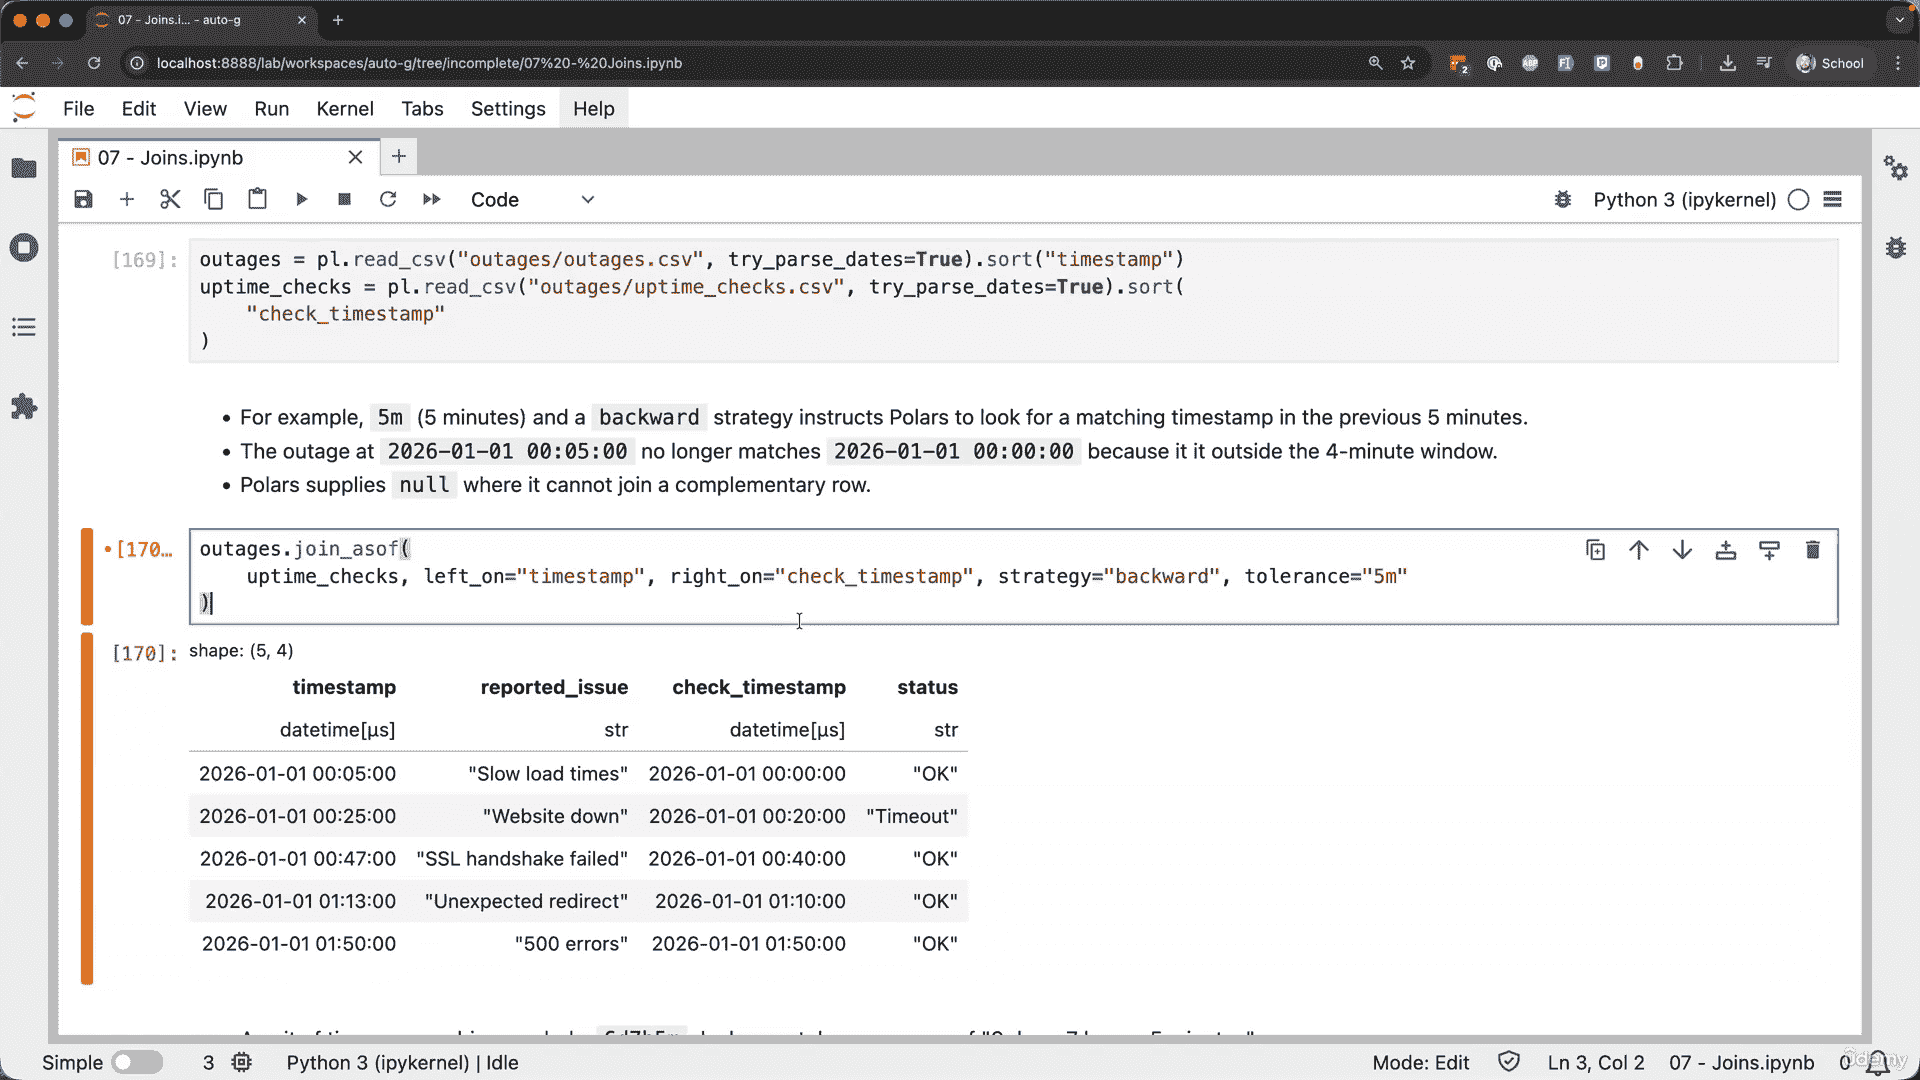 07 - Joins.i... - auto-g
localhost:8888/lab/workspaces/auto-g/tree/incomplete/07%20-%20Joins.ipynb
2
School
File Edit View Run Kernel Tabs Settings Help
07 - Joins.ipynb
Code
Python 3 (ipykernel)
[169]:
outages = pl.read_csv("outages/outages.csv", try_parse_dates=True).sort("timestamp")
uptime_checks = pl.read_csv("outages/uptime_checks.csv", try_parse_dates=True).sort(
"check_timestamp"
)
• For example, 5m (5 minutes) and a backward strategy instructs Polars to look for a matching timestamp in the previous 5 minutes.
• The outage at 2026-01-01 00:05:00 no longer matches 2026-01-01 00:00:00 because it it outside the 4-minute window.
• Polars supplies null where it cannot join a complementary row.
•[170…
outages.join_asof(
uptime_checks, left_on="timestamp", right_on="check_timestamp", strategy="backward", tolerance="5m"
)
[170]: shape: (5, 4)
timestamp reported_issue check_timestamp status
datetime[μs] str datetime[μs] str
2026-01-01 00:05:00 "Slow load times" 2026-01-01 00:00:00 "OK"
2026-01-01 00:25:00 "Website down" 2026-01-01 00:20:00 "Timeout"
2026-01-01 00:47:00 "SSL handshake failed" 2026-01-01 00:40:00 "OK"
2026-01-01 01:13:00 "Unexpected redirect" 2026-01-01 01:10:00 "OK"
2026-01-01 01:50:00 "500 errors" 2026-01-01 01:50:00 "OK"
Simple 3 Python 3 (ipykernel) | Idle Mode: Edit Ln 3, Col 2 07 - Joins.ipynb 0